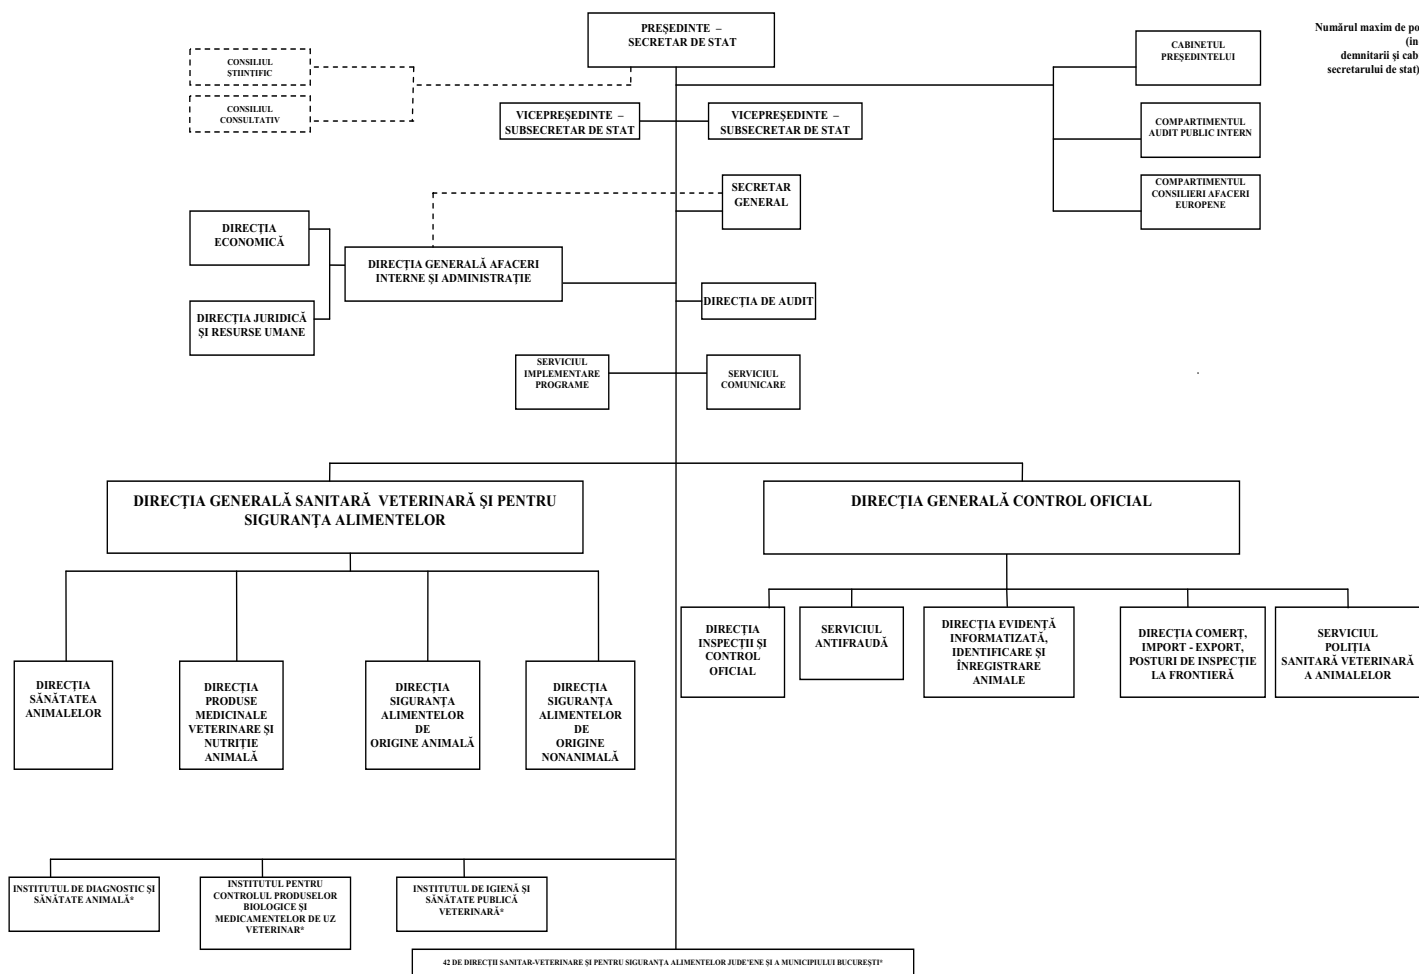 PREŞEDINTE –
SECRETAR DE STAT
Numărul maxim de po
(in
demnitarii şi cab
secretarului de stat)
CONSILIUL
ŞTIINŢIFIC
CONSILIUL
CONSULTATIV
CABINETUL
PREŞEDINTELUI
VICEPREŞEDINTE –
SUBSECRETAR DE STAT
VICEPREŞEDINTE –
SUBSECRETAR DE STAT
COMPARTIMENTUL
AUDIT PUBLIC INTERN
COMPARTIMENTUL
CONSILIERI AFACERI
EUROPENE
SECRETAR
GENERAL
DIRECŢIA
ECONOMICĂ
DIRECŢIA GENERALĂ AFACERI
INTERNE ŞI ADMINISTRAŢIE
DIRECŢIA DE AUDIT
DIRECŢIA JURIDICĂ
ŞI RESURSE UMANE
SERVICIUL
IMPLEMENTARE
PROGRAME
SERVICIUL
COMUNICARE
DIRECŢIA GENERALĂ SANITARĂ VETERINARĂ ŞI PENTRU
SIGURANŢA ALIMENTELOR
DIRECŢIA GENERALĂ CONTROL OFICIAL
DIRECŢIA
SĂNĂTATEA
ANIMALELOR
DIRECŢIA
PRODUSE
MEDICINALE
VETERINARE ŞI
NUTRIŢIE
ANIMALĂ
DIRECŢIA
SIGURANŢA
ALIMENTELOR
DE
ORIGINE ANIMALĂ
DIRECŢIA
SIGURANŢA
ALIMENTELOR
DE
ORIGINE
NONANIMALĂ
DIRECŢIA
INSPECŢII ŞI
CONTROL
OFICIAL
SERVICIUL
ANTIFRAUDĂ
DIRECŢIA EVIDENŢĂ
INFORMATIZATĂ,
IDENTIFICARE ŞI
ÎNREGISTRARE
ANIMALE
DIRECŢIA COMERŢ,
IMPORT - EXPORT,
POSTURI DE INSPECŢIE
LA FRONTIERĂ
SERVICIUL
POLIŢIA
SANITARĂ VETERINARĂ
A ANIMALELOR
INSTITUTUL DE DIAGNOSTIC ŞI
SĂNĂTATE ANIMALĂ*
INSTITUTUL PENTRU
CONTROLUL PRODUSELOR
BIOLOGICE ŞI
MEDICAMENTELOR DE UZ
VETERINAR*
INSTITUTUL DE IGIENĂ ŞI
SĂNĂTATE PUBLICĂ
VETERINARĂ*
42 DE DIRECŢII SANITAR-VETERINARE ŞI PENTRU SIGURANŢA ALIMENTELOR JUDE'ENE ŞI A MUNICIPIULUI BUCUREŞTI*